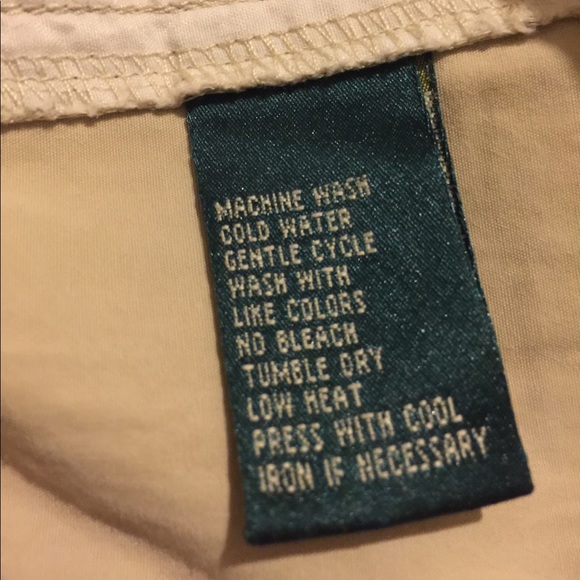 MACHINE WASH
COLD WATER
GENTLE CYCLE
WASH WITH
LIKE COLORS
NO BLEACH
TUMBLE DRY
LOW HEAT
PRESS WITH COOL
IRON IF NECESSARY